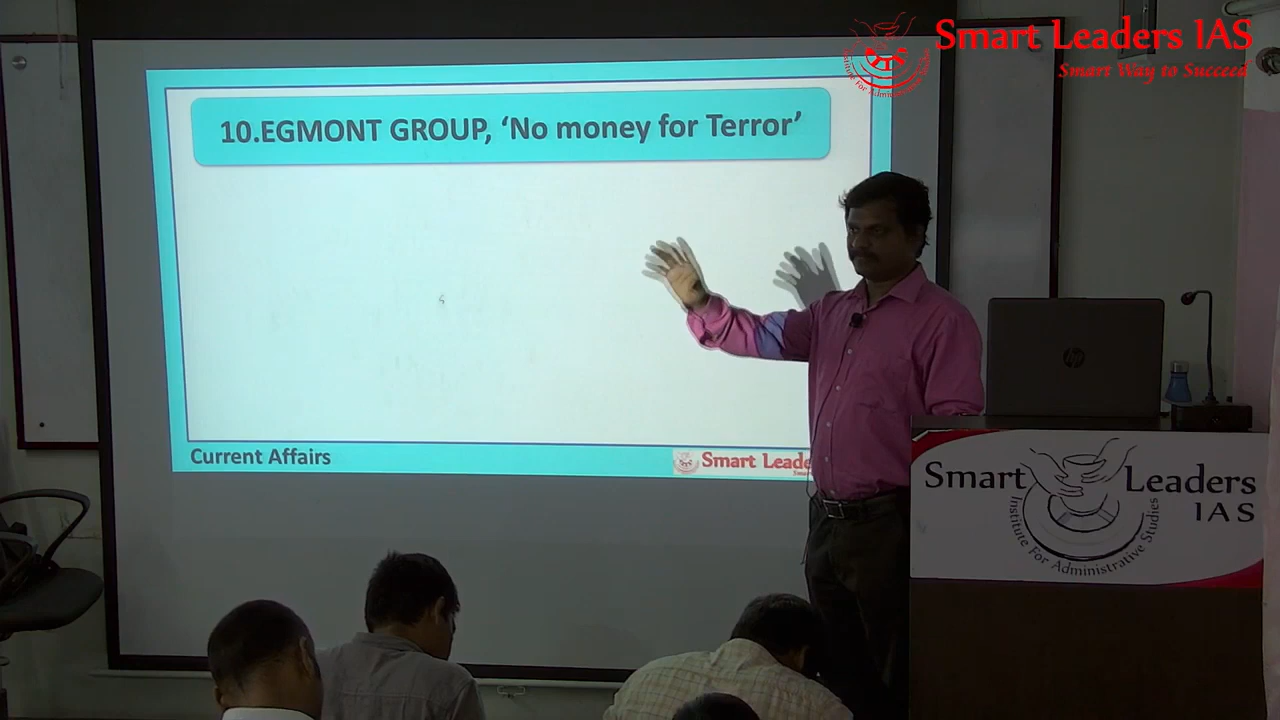 Smart Leaders IAS
Smart Way to Succeed
10.EGMONT GROUP, ‘No money for Terror’
Current Affairs
Smart Leade
Smart Leaders
IAS
Institute For Administrative Studies
hp